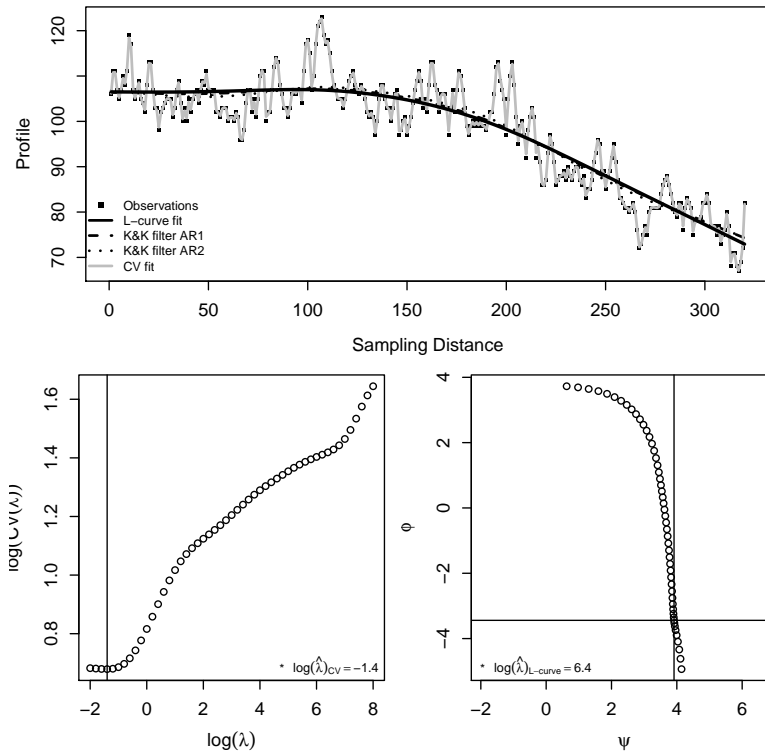 120
110
100
90
80
70
Profile
Observations
L−curve fit
K&K filter AR1
K&K filter AR2
CV fit
0 50 100 150 200 250 300
Sampling Distance
1.6
1.4
1.2
1.0
0.8
log(CV(λ))
* log(λ̂)CV = −1.4
−2 0 2 4 6 8
log(λ)
4
2
0
−2
−4
φ
* log(λ̂)L−curve = 6.4
−2 0 2 4 6
ψ